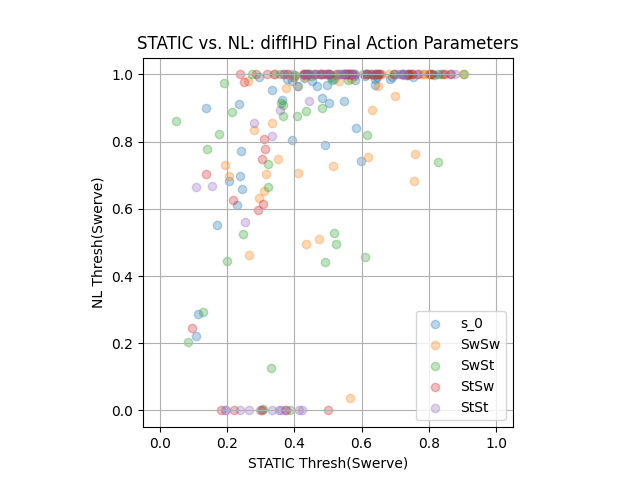 STATIC vs. NL: diffIHD Final Action Parameters
1.0
0.8
0.6
0.4
0.2
0.0
NL Thresh(Swerve)
s_0
SwSw
SwSt
StSw
StSt
0.0 0.2 0.4 0.6 0.8 1.0
STATIC Thresh(Swerve)